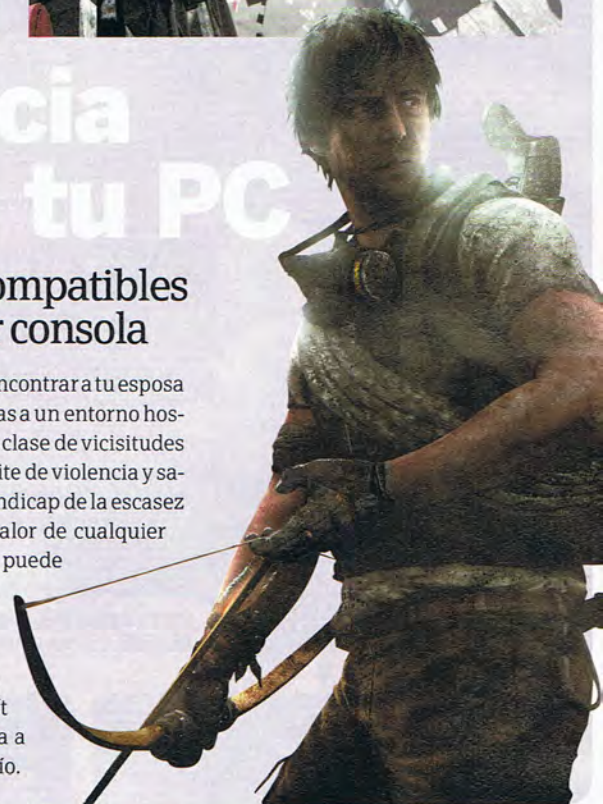 cia
tu PC
ompatibles
r consola
ncontrar a tu esposa
as a un entorno hos-
clase de vicisitudes
ite de violencia y sa-
ndicap de la escasez
alor de cualquier
puede
t
a a
ío.